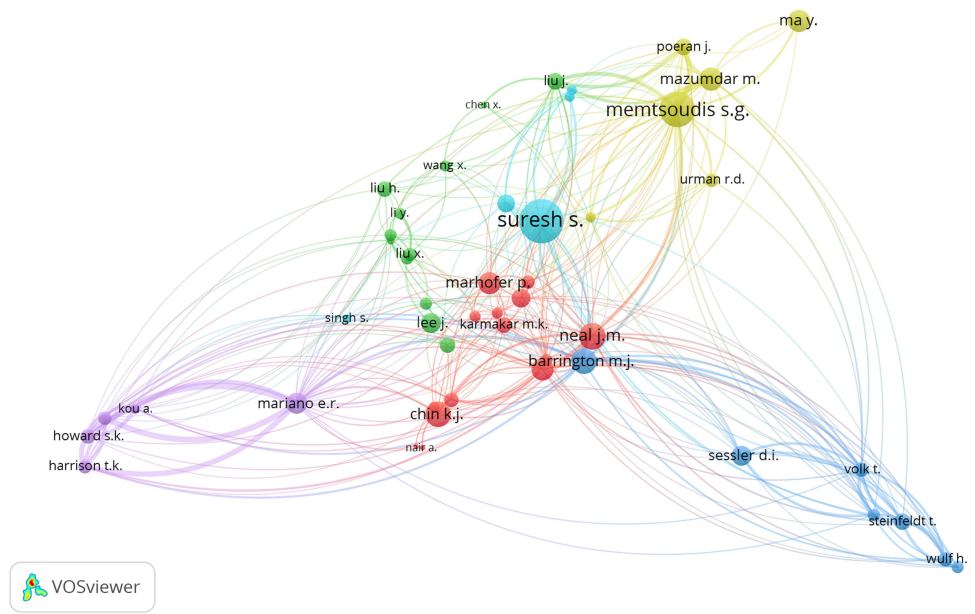 ma y.
poeran j.
mazumdar m.
liu j.
chen x.
memtsoudis s.g.
wang x.
urman r.d.
liu h.
li y.
suresh s.
liu x.
marhofer p.
singh s.
lee j.
karmakar m.k.
neal j.m.
barrington m.j.
mariano e.r.
kou a.
chin k.j.
howard s.k.
nair a.
sessler d.i.
harrison t.k.
volk t.
steinfeldt t.
wulf h.
VOSviewer